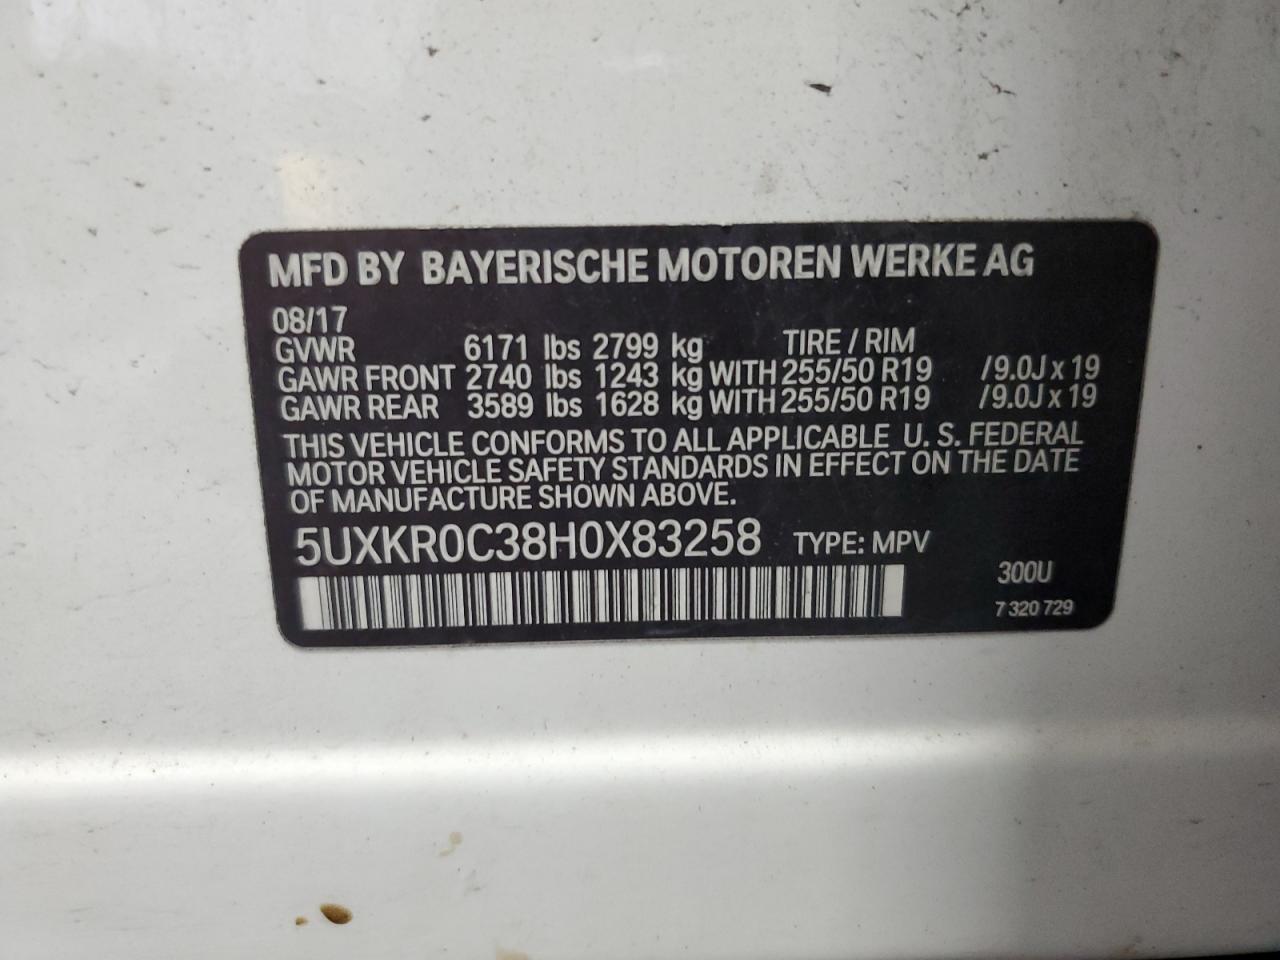 MFD BY BAYERISCHE MOTOREN WERKE AG
08/17
GVWR 6171 lbs 2799 kg TIRE / RIM
GAWR FRONT 2740 lbs 1243 kg WITH 255/50 R19 /9.0J x 19
GAWR REAR 3589 lbs 1628 kg WITH 255/50 R19 /9.0J x 19
THIS VEHICLE CONFORMS TO ALL APPLICABLE U. S. FEDERAL
MOTOR VEHICLE SAFETY STANDARDS IN EFFECT ON THE DATE
OF MANUFACTURE SHOWN ABOVE.
5UXKR0C38H0X83258 TYPE: MPV
300U
7 320 729